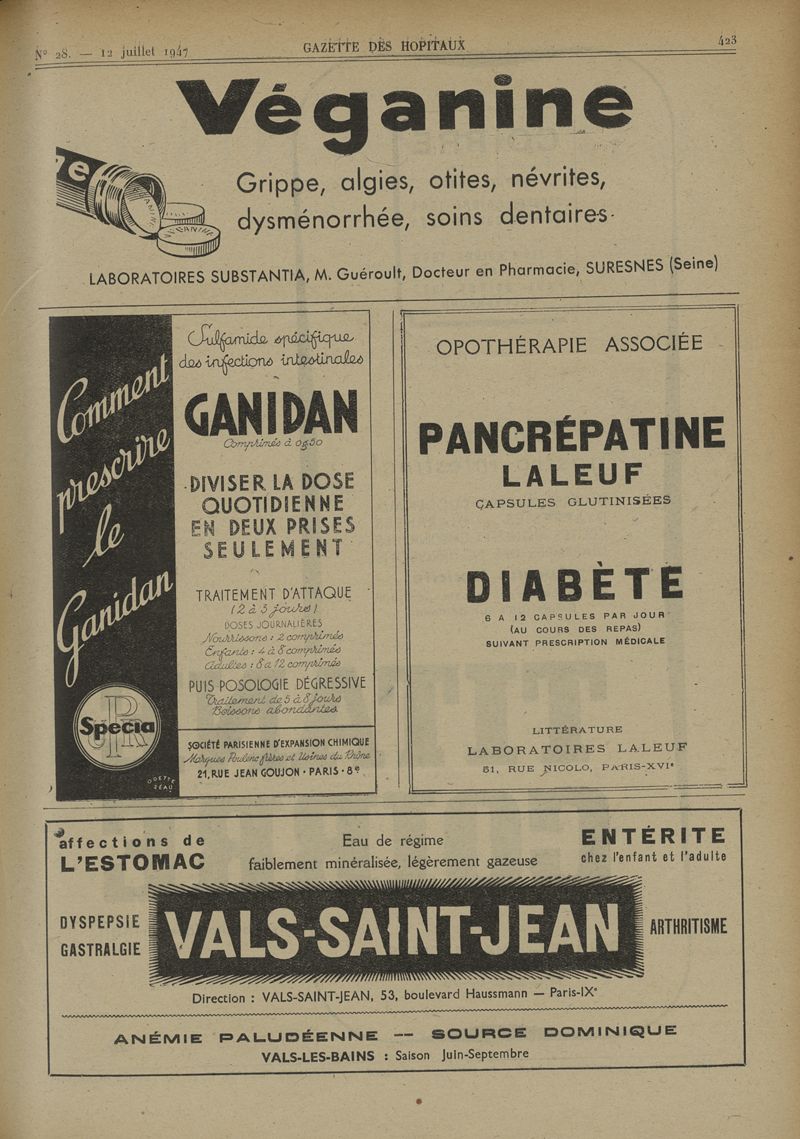 N° 28. — 12 juillet 1947
GAZETTE DES HOPITAUX
423
Véganine
Grippe, algies, otites, névrites,
dysménorrhée, soins dentaires.
LABORATOIRES SUBSTANTIA, M. Guéroult, Docteur en Pharmacie, SURESNES (Seine)
Comment
prescrire
le
Ganidan
Specia
ODETTE
RÉAU
Sulfamide spécifique
des infections intestinales
GANIDAN
Comprimés à 0g50
DIVISER LA DOSE
QUOTIDIENNE
EN DEUX PRISES
SEULEMENT
TRAITEMENT D'ATTAQUE
(2 à 3 jours).
DOSES JOURNALIÈRES
Nourrissons : 2 comprimés
Enfants : 4 à 8 comprimés
Adultes : 8 à 12 comprimés
PUIS POSOLOGIE DÉGRESSIVE
Traitement de 5 à 8 jours
Boissons abondantes.
SOCIÉTÉ PARISIENNE D'EXPANSION CHIMIQUE
Marques Poulenc frères et Usines du Rhône
21, RUE JEAN GOUJON · PARIS · 8e
OPOTHÉRAPIE ASSOCIÉE
PANCRÉPATINE
LALEUF
CAPSULES GLUTINISÉES
DIABÈTE
6 A 12 CAPSULES PAR JOUR
(AU COURS DES REPAS)
SUIVANT PRESCRIPTION MÉDICALE
LITTÉRATURE
LABORATOIRES LALEUF
51, RUE NICOLO, PARIS-XVIe
affections de
L'ESTOMAC
Eau de régime
faiblement minéralisée, légèrement gazeuse
ENTÉRITE
chez l'enfant et l'adulte
DYSPEPSIE
GASTRALGIE
VALS-SAINT-JEAN
ARTHRITISME
Direction : VALS-SAINT-JEAN, 53, boulevard Haussmann — Paris-IXe
ANÉMIE PALUDÉENNE — SOURCE DOMINIQUE
VALS-LES-BAINS : Saison Juin-Septembre